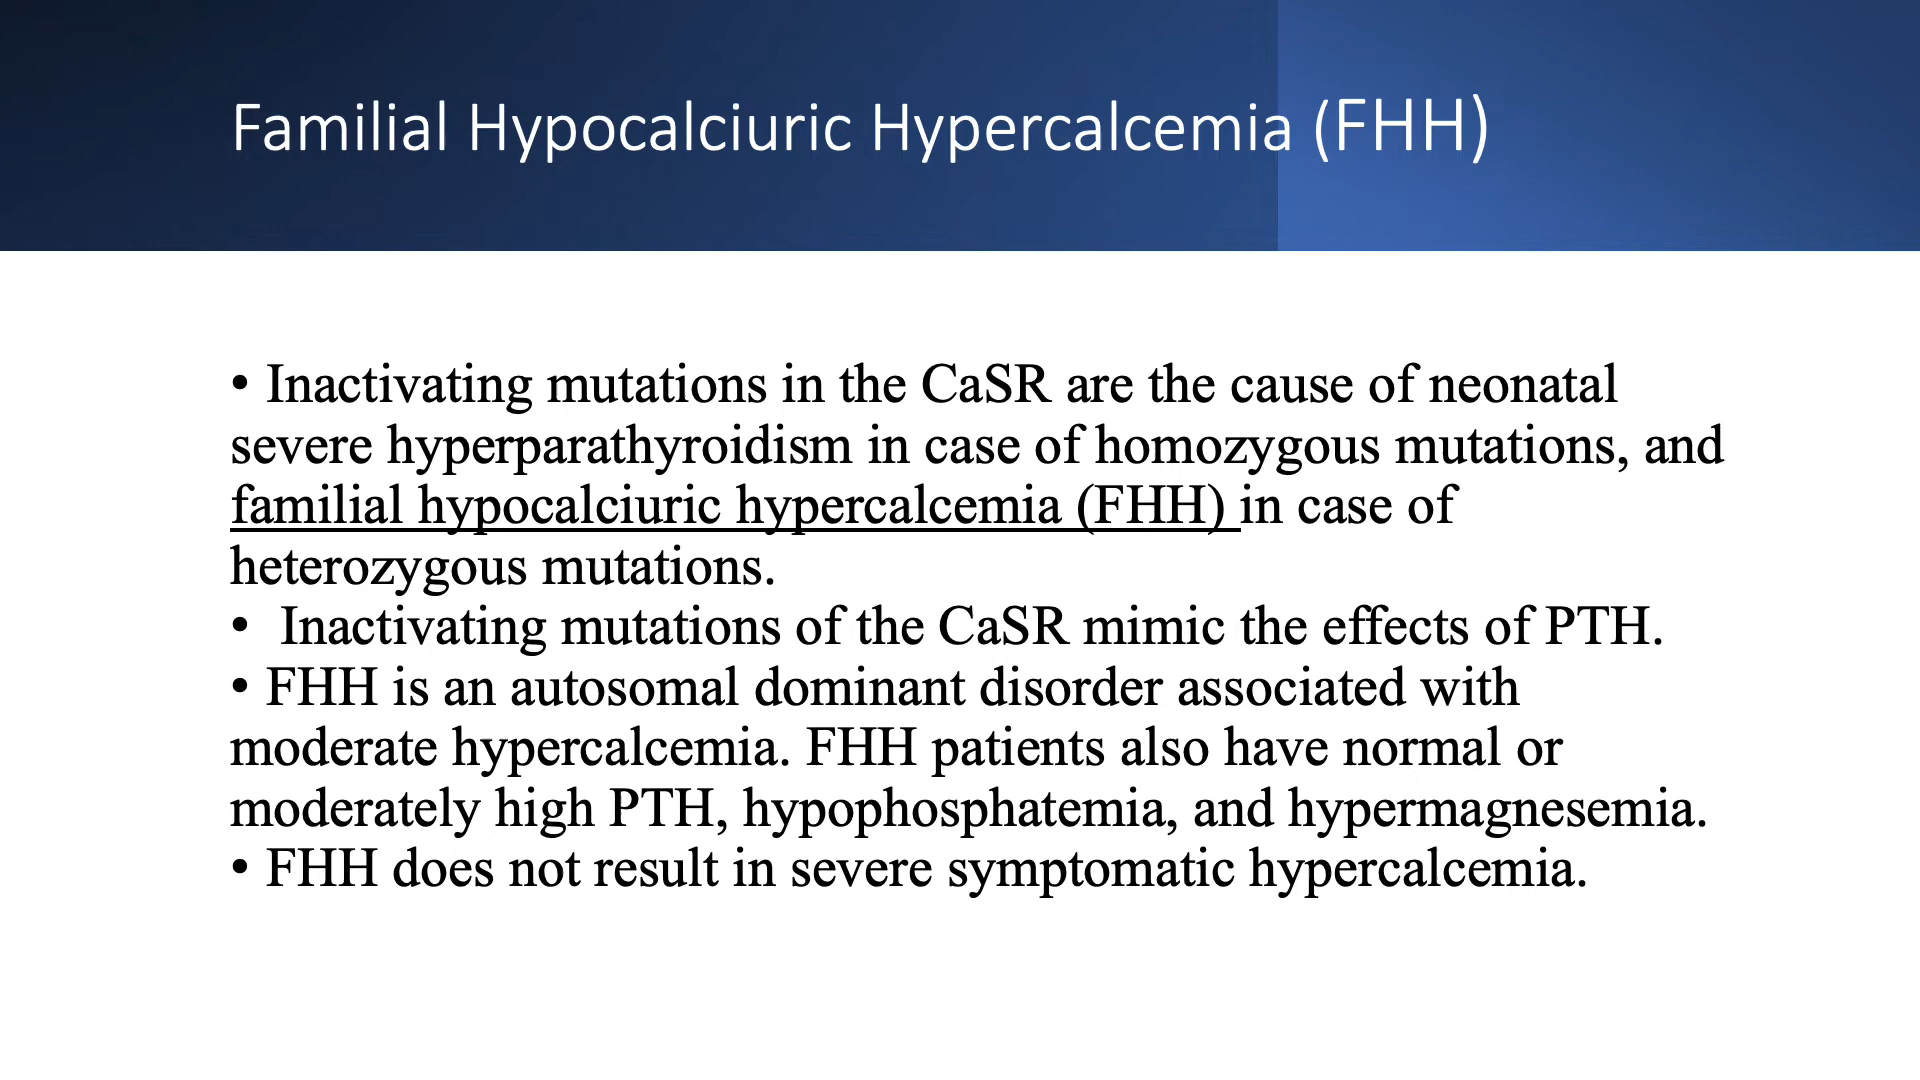 Familial Hypocalciuric Hypercalcemia (FHH)
• Inactivating mutations in the CaSR are the cause of neonatal
severe hyperparathyroidism in case of homozygous mutations, and
familial hypocalciuric hypercalcemia (FHH) in case of
heterozygous mutations.
• Inactivating mutations of the CaSR mimic the effects of PTH.
• FHH is an autosomal dominant disorder associated with
moderate hypercalcemia. FHH patients also have normal or
moderately high PTH, hypophosphatemia, and hypermagnesemia.
• FHH does not result in severe symptomatic hypercalcemia.